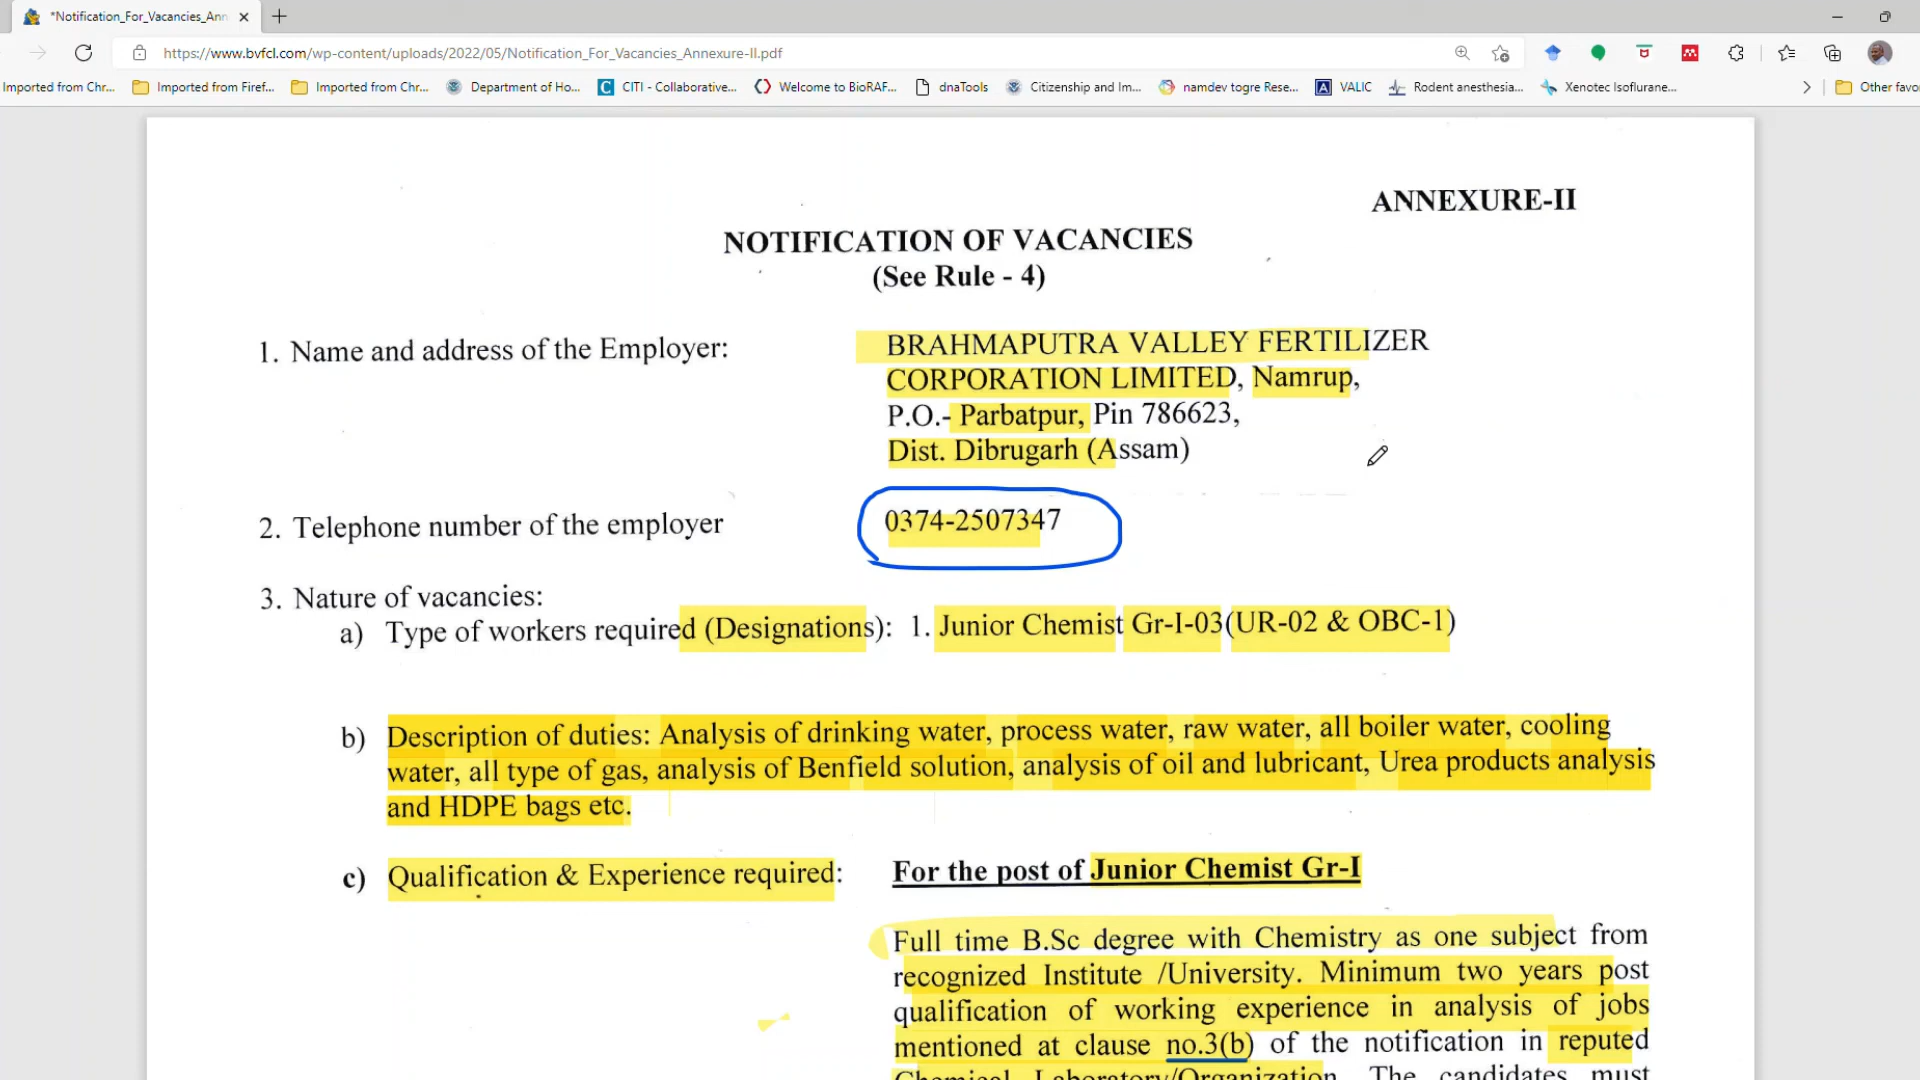 *Notification_For_Vacancies_Ann
https://www.bvfcl.com/wp-content/uploads/2022/05/Notification_For_Vacancies_Annexure-II.pdf
Imported from Chr... Imported from Firef... Imported from Chr... Department of Ho... CITI - Collaborative... Welcome to BioRAF... dnaTools Citizenship and Im... namdev togre Rese... VALIC Rodent anesthesia... Xenotec Isoflurane... Other favo
ANNEXURE-II
NOTIFICATION OF VACANCIES
(See Rule - 4)
1. Name and address of the Employer: BRAHMAPUTRA VALLEY FERTILIZER
CORPORATION LIMITED, Namrup,
P.O.- Parbatpur, Pin 786623,
Dist. Dibrugarh (Assam)
2. Telephone number of the employer 0374-2507347
3. Nature of vacancies:
a) Type of workers required (Designations): 1. Junior Chemist Gr-I-03(UR-02 & OBC-1)
b) Description of duties: Analysis of drinking water, process water, raw water, all boiler water, cooling
water, all type of gas, analysis of Benfield solution, analysis of oil and lubricant, Urea products analysis
and HDPE bags etc.
c) Qualification & Experience required: For the post of Junior Chemist Gr-I
Full time B.Sc degree with Chemistry as one subject from
recognized Institute /University. Minimum two years post
qualification of working experience in analysis of jobs
mentioned at clause no.3(b) of the notification in reputed
Chemical Laboratory/Organization. The candidates must